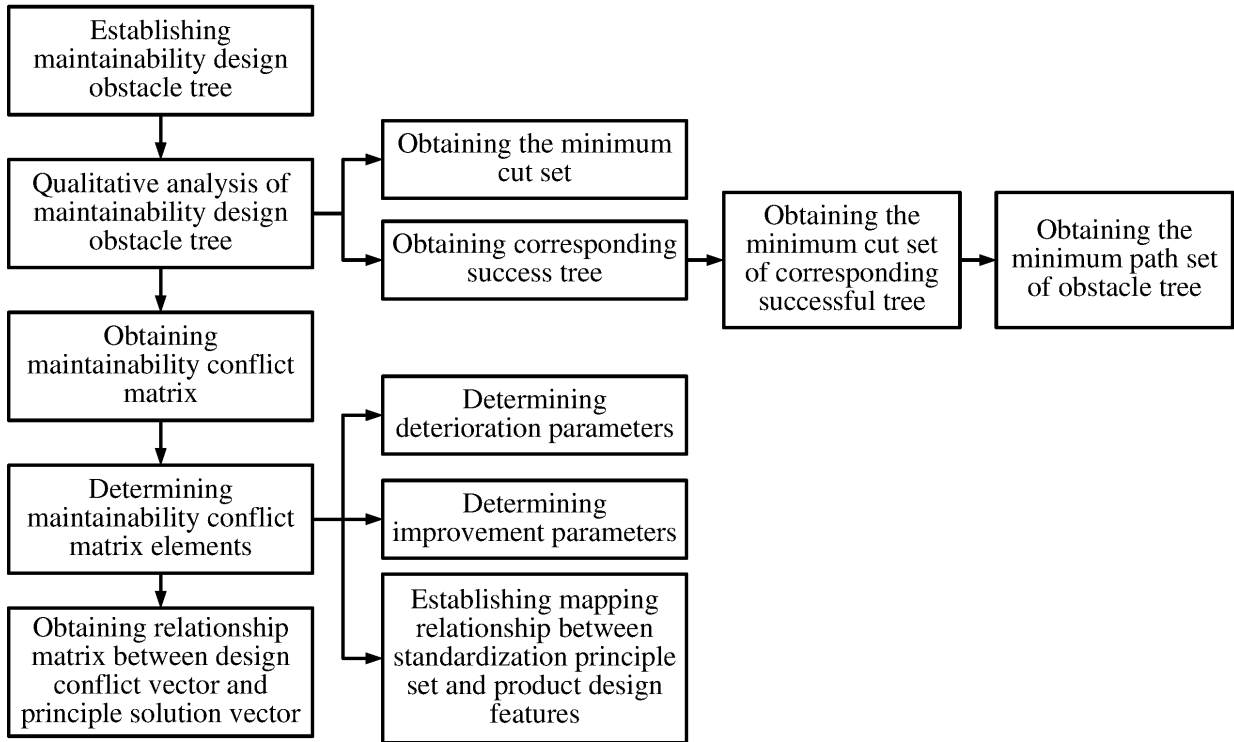 Establishing
maintainability design
obstacle tree
Qualitative analysis of
maintainability design
obstacle tree
Obtaining the minimum
cut set
Obtaining corresponding
success tree
Obtaining the
minimum cut set
of corresponding
successful tree
Obtaining the
minimum path set
of obstacle tree
Obtaining
maintainability conflict
matrix
Determining
maintainability conflict
matrix elements
Determining
deterioration parameters
Determining
improvement parameters
Establishing mapping
relationship between
standardization principle
set and product design
features
Obtaining relationship
matrix between design
conflict vector and
principle solution vector